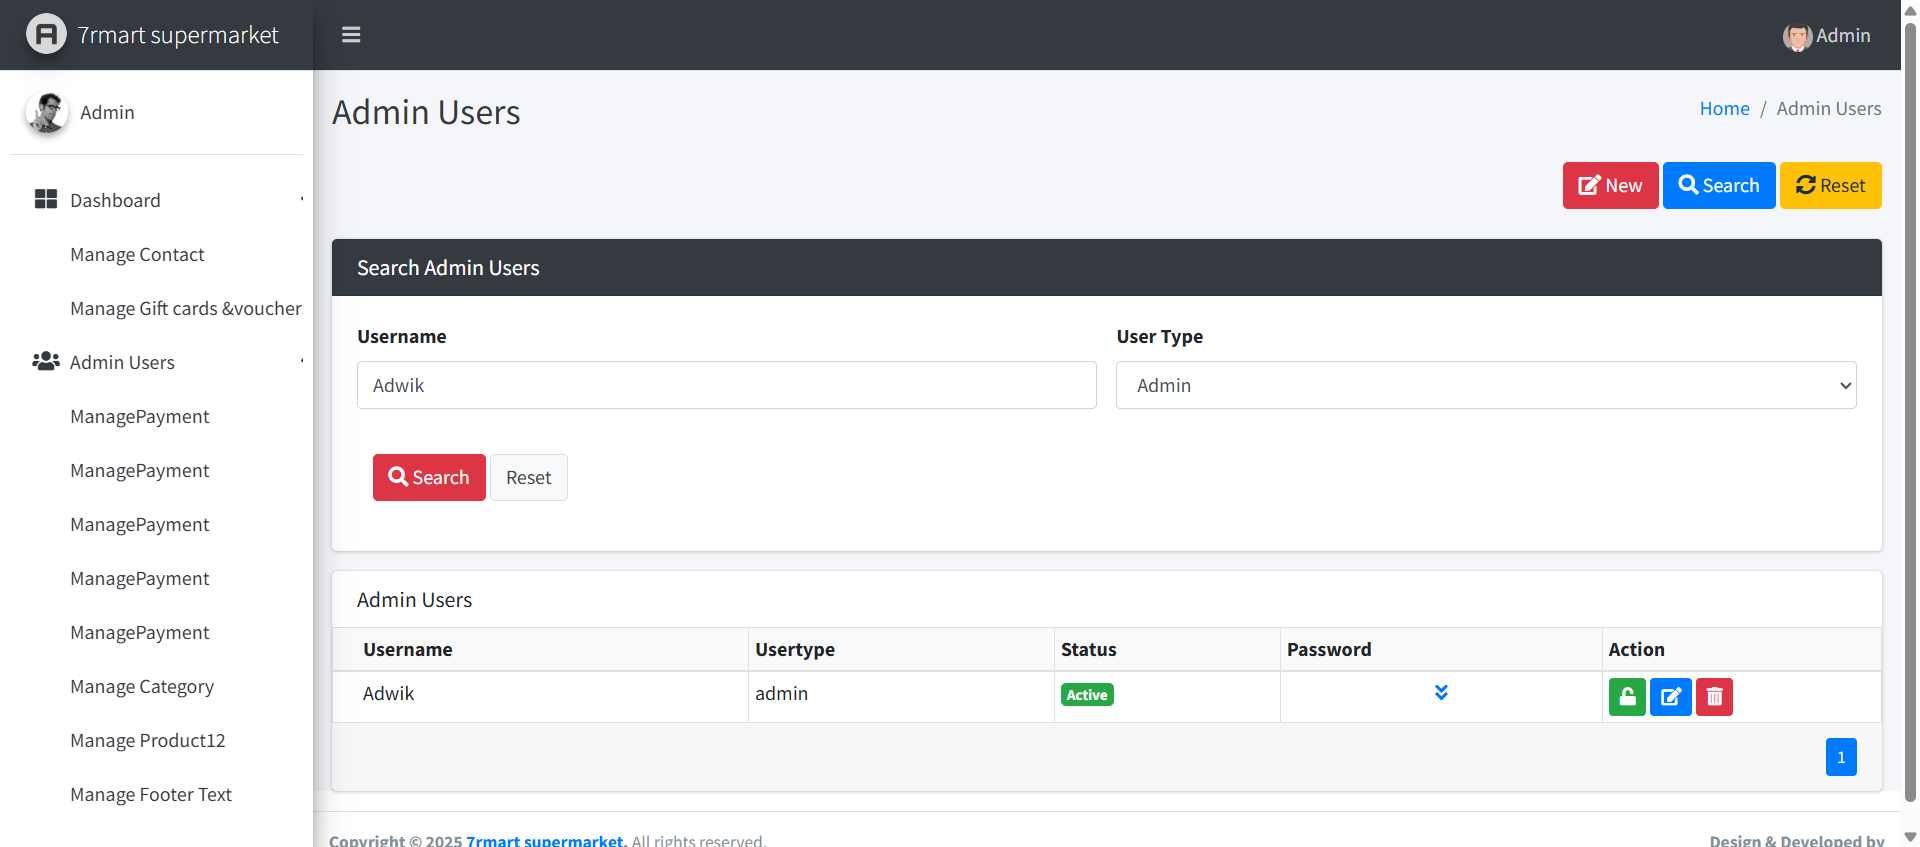 7rmart supermarket
Admin
Admin
Dashboard
Manage Contact
Manage Gift cards &voucher
Admin Users
ManagePayment
ManagePayment
ManagePayment
ManagePayment
ManagePayment
Manage Category
Manage Product12
Manage Footer Text
Admin Users
Home / Admin Users
New Search Reset
Search Admin Users
Username User Type
Adwik Admin
Search Reset
Admin Users
Username Usertype Status Password Action
Adwik admin Active
1
Copyright © 2025 7rmart supermarket. All rights reserved.
Design & Developed by